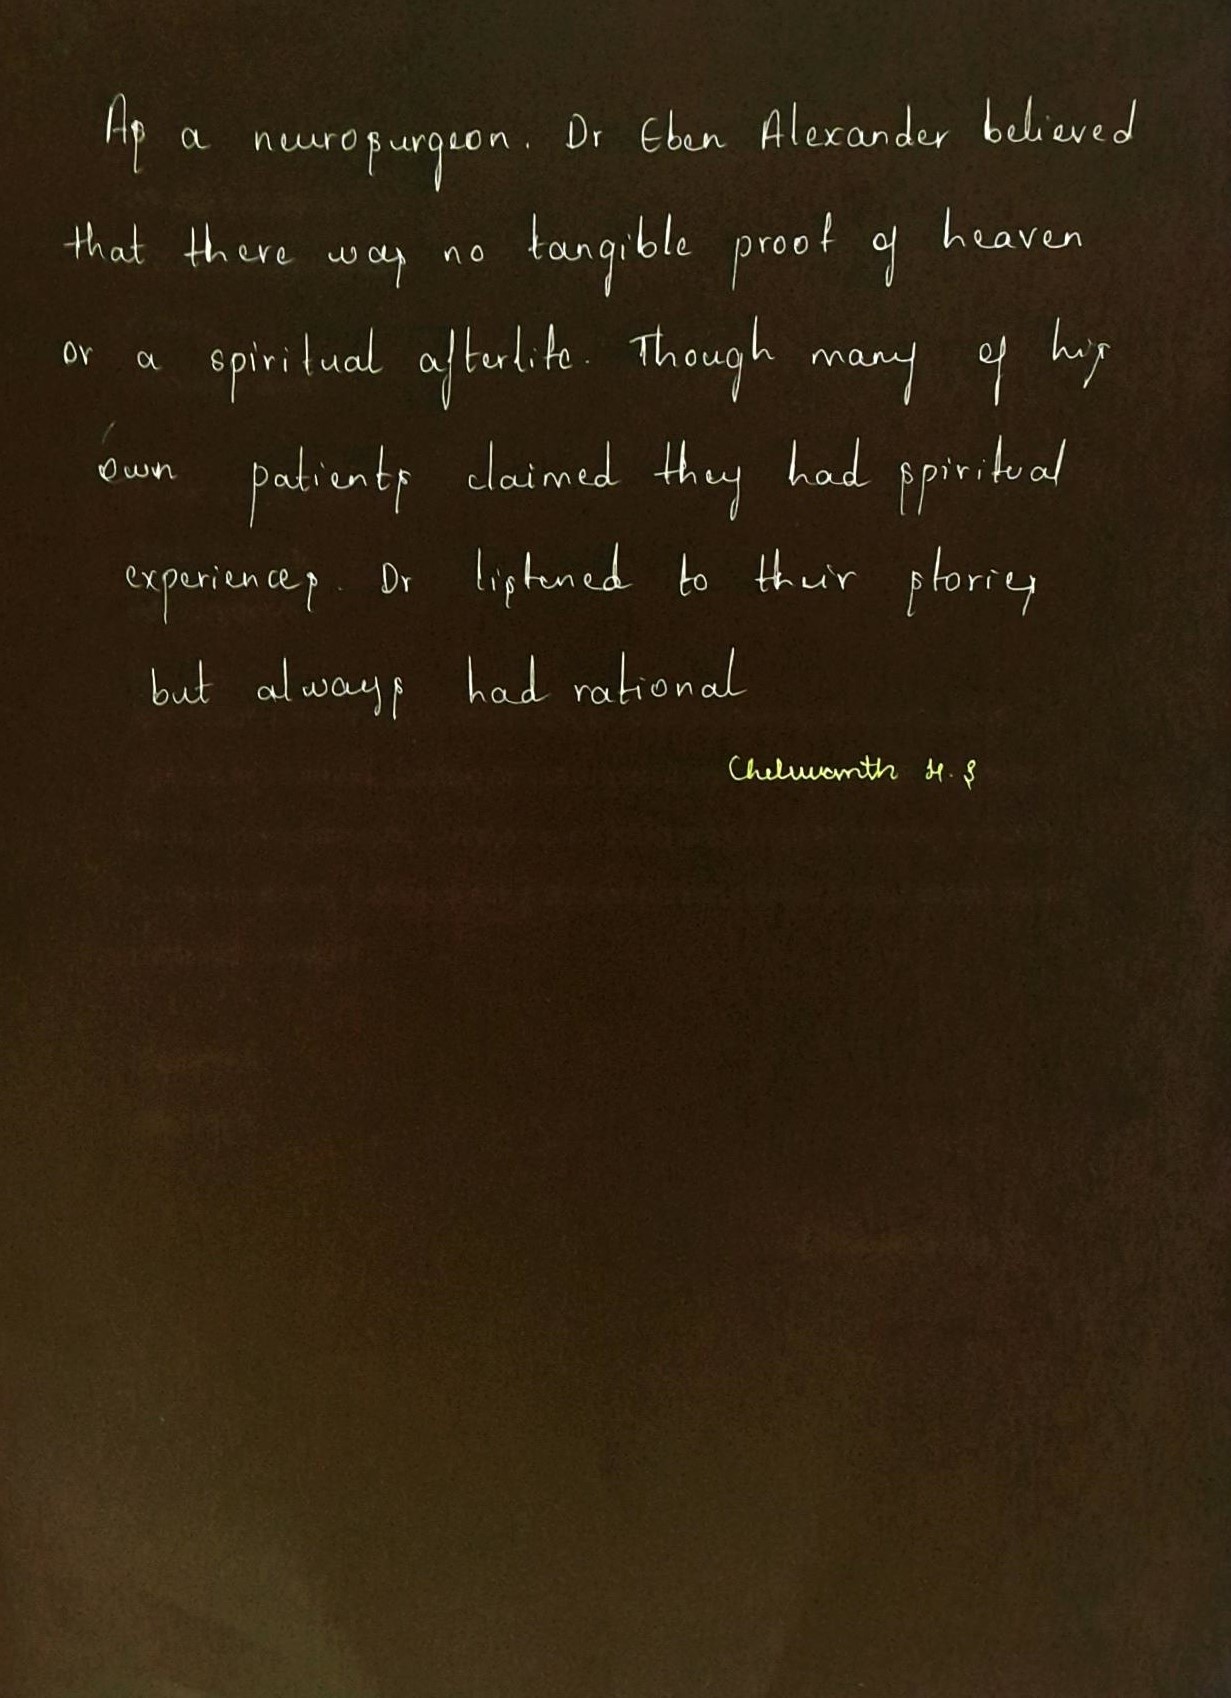 As a neurosurgeon. Dr Eben Alexander believed
that there was no tangible proof of heaven
or a spiritual afterlife. Though many of his
own patients claimed they had spiritual
experiences. Dr listened to their stories
but always had rational
H. S